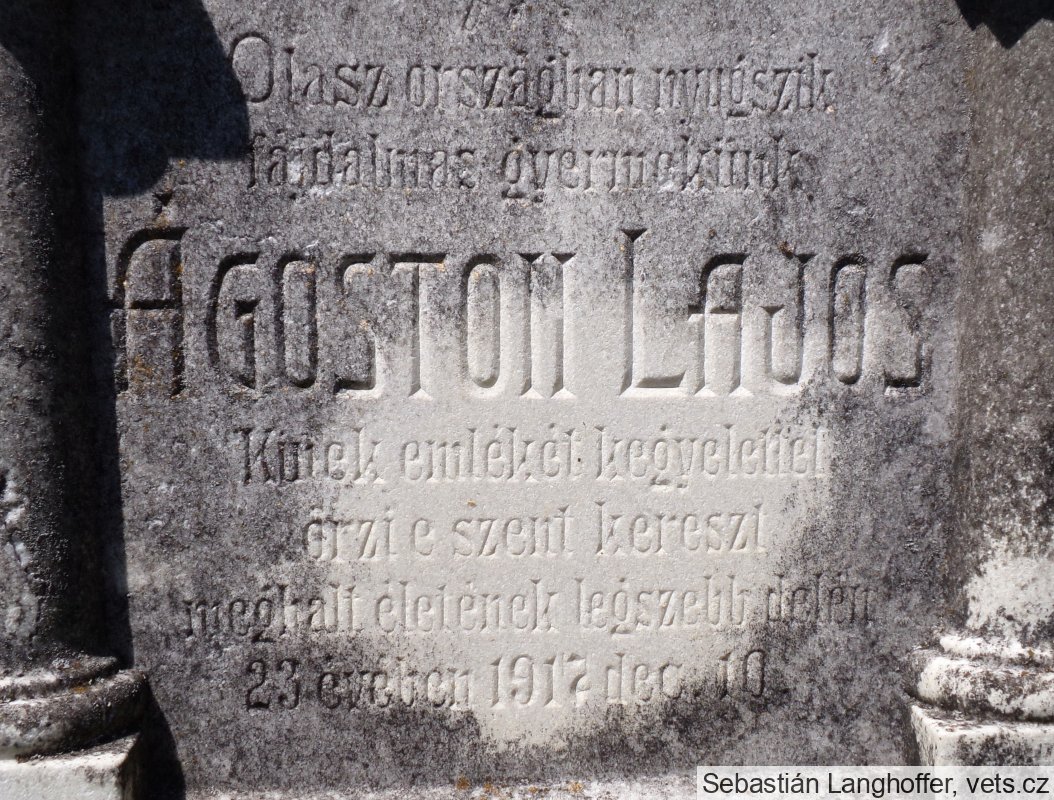 Olasz országban nyugszik
fájdalmas gyermekünk
ÁGOSTON LAJOS
Kinek emlékét kegyelettel
őrzi e szent kereszt
meghalt életének legszebb delén
23 évében 1917 dec. 10.
Sebastián Langhoffer, vets.cz